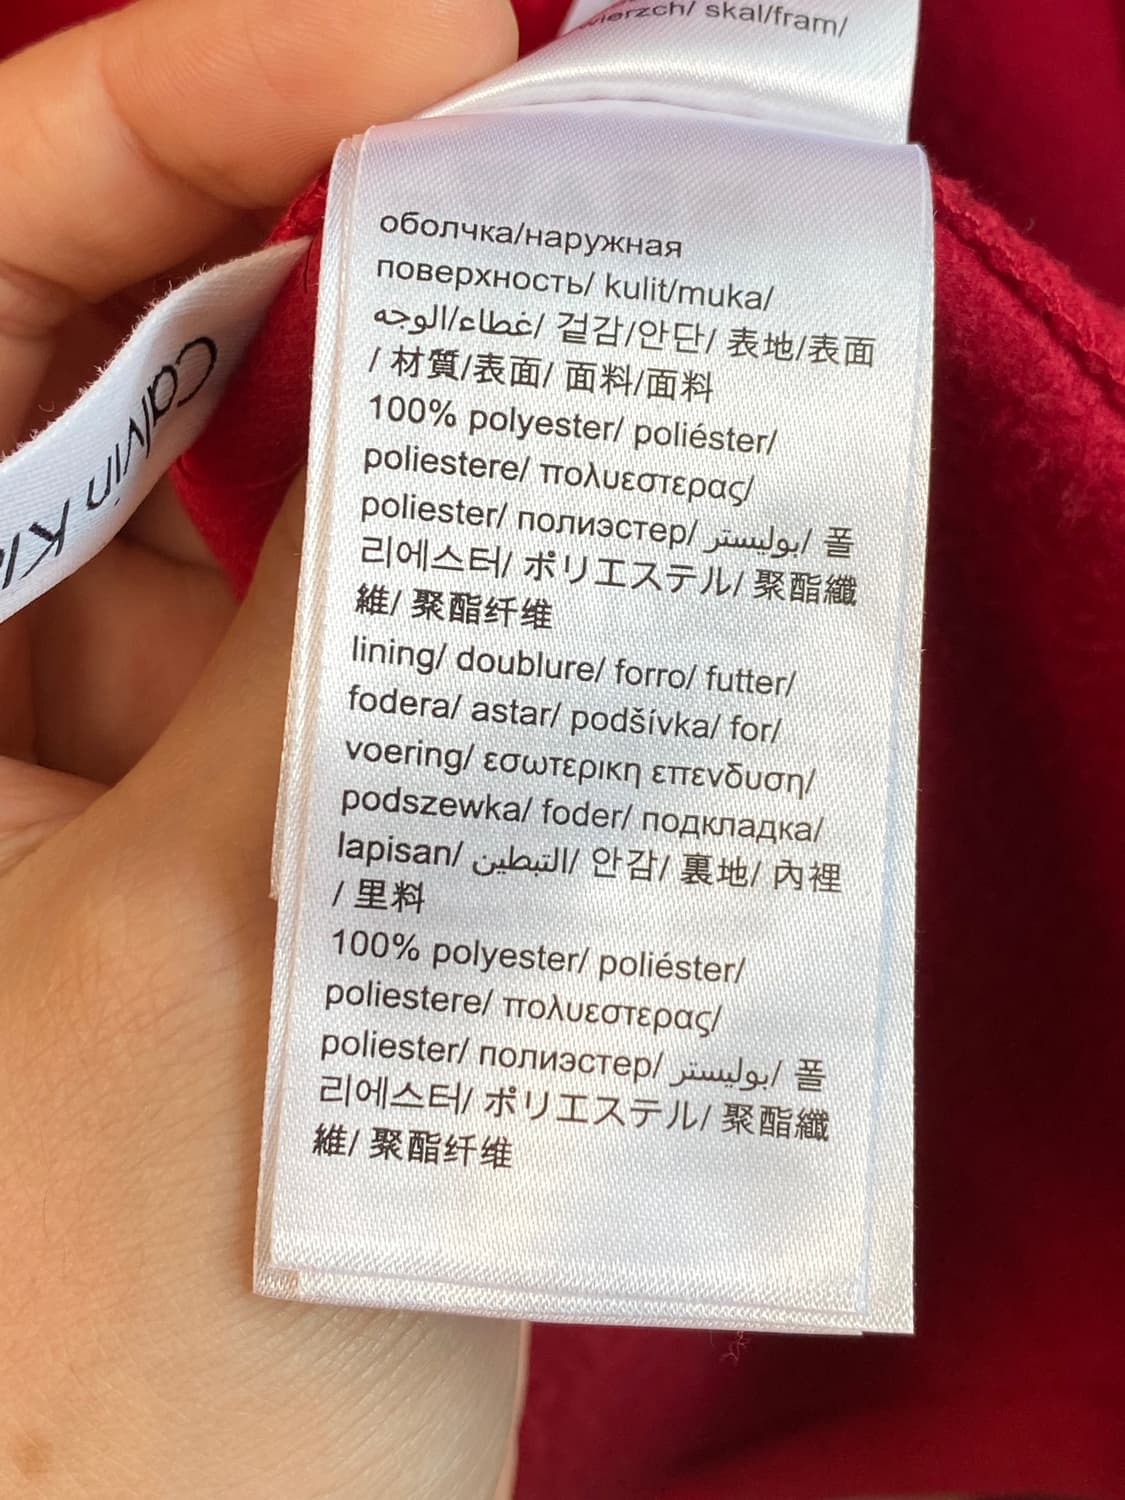 skal/fram/
оболчка/наружная
поверхность/ kulit/muka/
الوجه/غطاء/ 겉감/안단/ 表地/表面
/ 材質/表面/ 面料/面料
100% polyester/ poliéster/
poliestere/ πολυεστερας/
poliester/ полиэстер/ بوليستر/ 폴
리에스터/ ポリエステル/ 聚酯纖
維/ 聚酯纤维
lining/ doublure/ forro/ futter/
fodera/ astar/ podšívka/ for/
voering/ εσωτερικη επενδυση/
podszewka/ foder/ подкладка/
lapisan/ التبطين/ 안감/ 裏地/ 內裡
/ 里料
100% polyester/ poliéster/
poliestere/ πολυεστερας/
poliester/ полиэстер/ بوليستر/ 폴
리에스터/ ポリエステル/ 聚酯纖
維/ 聚酯纤维
Calvin Kl